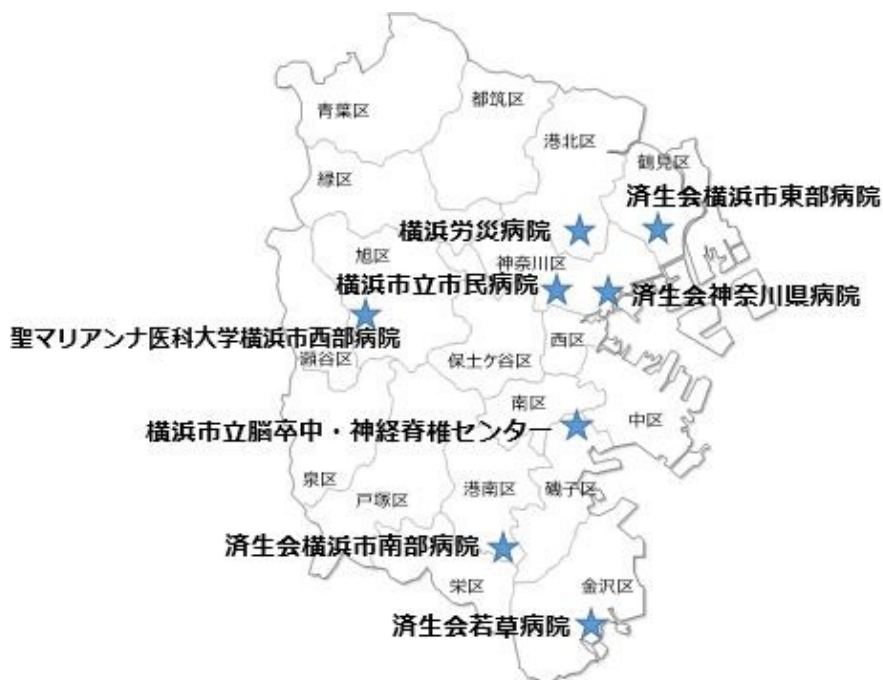 都筑区
青葉区
港北区
鶴見区
緑区
済生会横浜市東部病院
横浜労災病院
旭区
神奈川区
横浜市立市民病院
済生会神奈川県病院
聖マリアンナ医科大学横浜市西部病院
西区
瀬谷区
保土ケ谷区
南区
中区
横浜市立脳卒中・神経脊椎センター
泉区
港南区
磯子区
戸塚区
済生会横浜市南部病院
栄区
金沢区
済生会若草病院